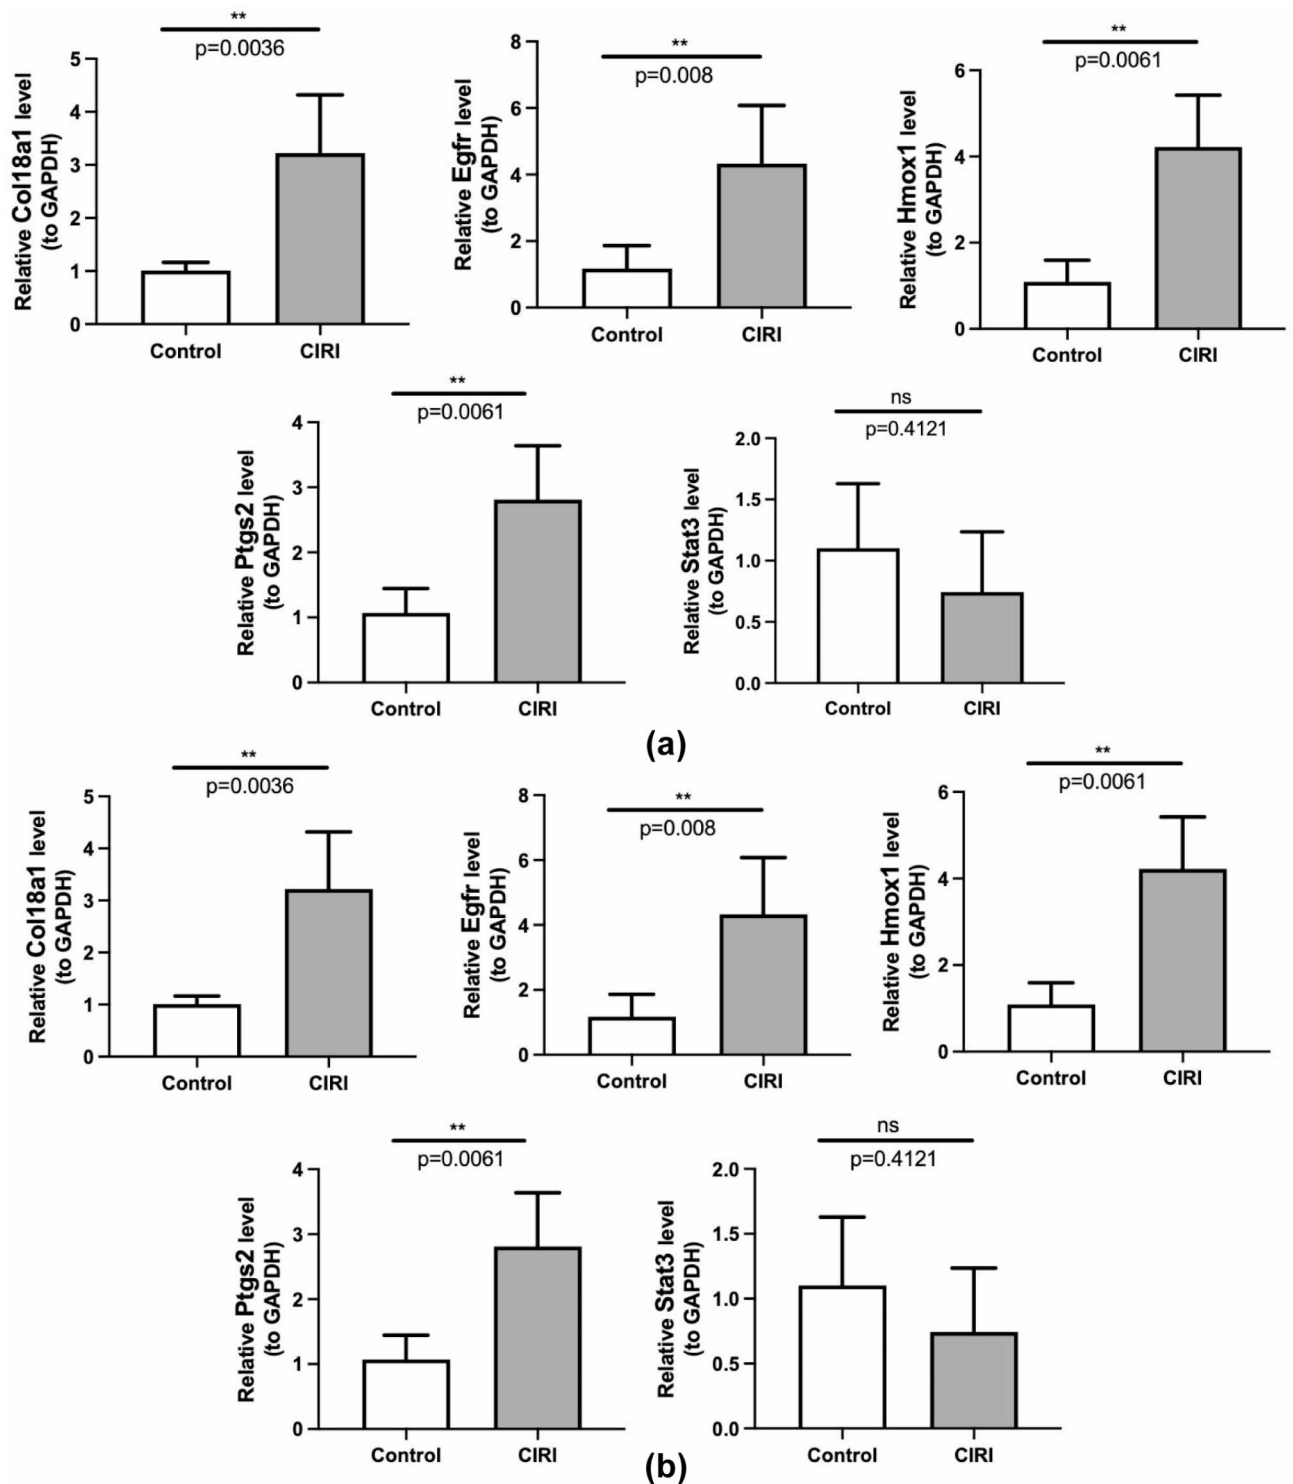 **
p=0.0036
Relative Col18a1 level
(to GAPDH)
5
4
3
2
1
0
Control
CIRI
**
p=0.008
Relative Egfr level
(to GAPDH)
8
6
4
2
0
Control
CIRI
**
p=0.0061
Relative Hmox1 level
(to GAPDH)
6
4
2
0
Control
CIRI
**
p=0.0061
Relative Ptgs2 level
(to GAPDH)
4
3
2
1
0
Control
CIRI
ns
p=0.4121
Relative Stat3 level
(to GAPDH)
2.0
1.5
1.0
0.5
0.0
Control
CIRI
(a)
**
p=0.0036
Relative Col18a1 level
(to GAPDH)
5
4
3
2
1
0
Control
CIRI
**
p=0.008
Relative Egfr level
(to GAPDH)
8
6
4
2
0
Control
CIRI
**
p=0.0061
Relative Hmox1 level
(to GAPDH)
6
4
2
0
Control
CIRI
**
p=0.0061
Relative Ptgs2 level
(to GAPDH)
4
3
2
1
0
Control
CIRI
ns
p=0.4121
Relative Stat3 level
(to GAPDH)
2.0
1.5
1.0
0.5
0.0
Control
CIRI
(b)